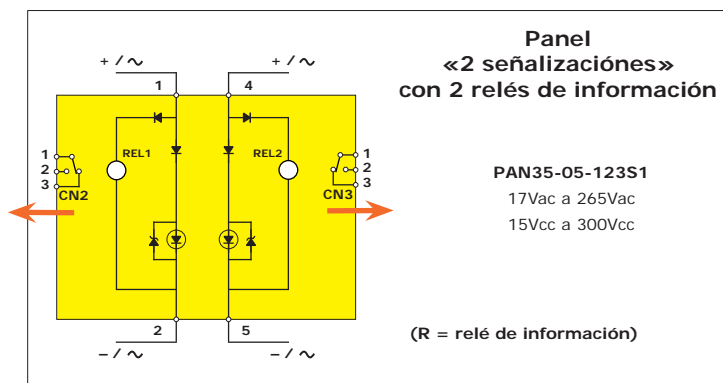 Panel
«2 señalizaciónes»
con 2 relés de información
+ / ∿
+ / ∿
1
4
REL1
REL2
1
2
3
CN2
1
2
3
CN3
PAN35-05-123S1
17Vac a 265Vac
15Vcc a 300Vcc
2
5
– / ∿
– / ∿
(R = relé de información)